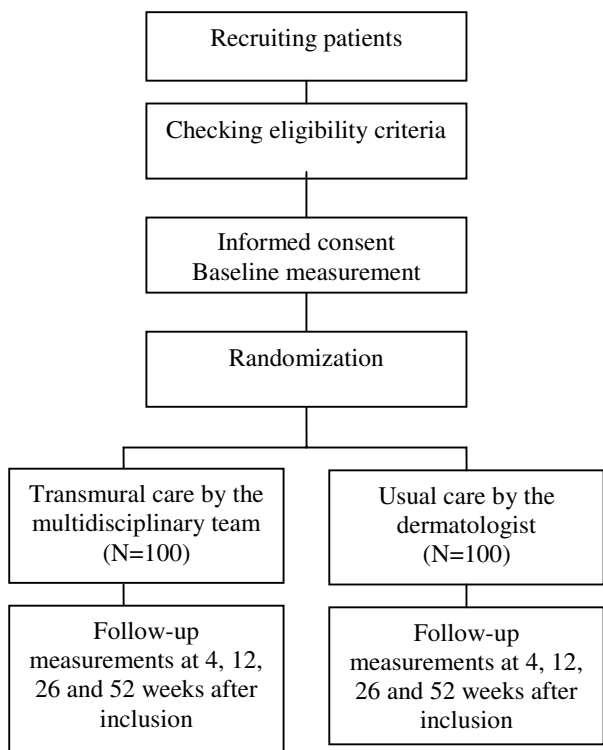 Recruiting patients
Checking eligibility criteria
Informed consent
Baseline measurement
Randomization
Transmural care by the
multidisciplinary team
(N=100)
Usual care by the
dermatologist
(N=100)
Follow-up
measurements at 4, 12,
26 and 52 weeks after
inclusion
Follow-up
measurements at 4, 12,
26 and 52 weeks after
inclusion